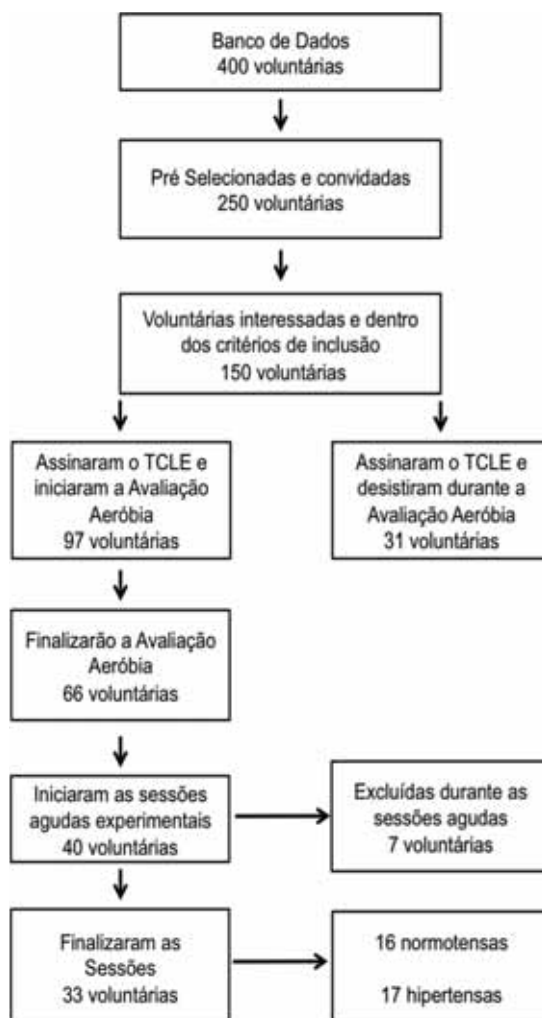 Banco de Dados
400 voluntárias
Pré Selecionadas e convidadas
250 voluntárias
Voluntárias interessadas e dentro
dos critérios de inclusão
150 voluntárias
Assinaram o TCLE e
iniciaram a Avaliação
Aeróbia
97 voluntárias
Assinaram o TCLE e
desistiram durante a
Avaliação Aeróbia
31 voluntárias
Finalizarão a Avaliação
Aeróbia
66 voluntárias
Iniciaram as sessões
agudas experimentais
40 voluntárias
Excluídas durante as
sessões agudas
7 voluntárias
Finalizaram as
Sessões
33 voluntárias
16 normotensas
17 hipertensas